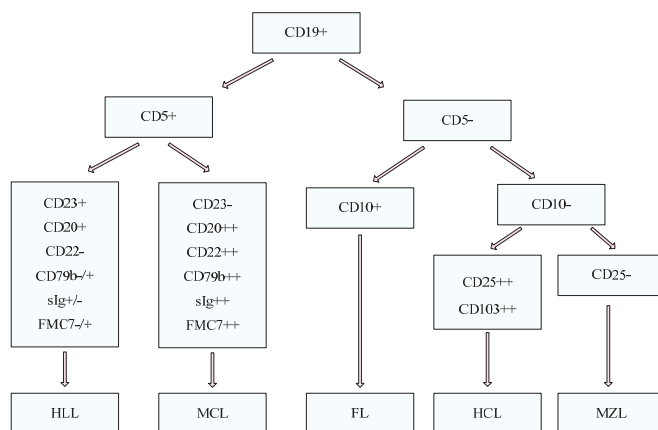 CD19+
CD5+
CD5-
CD23+
CD20+
CD22-
CD79b-/+
sIg+/-
FMC7-/+
CD23-
CD20++
CD22++
CD79b++
sIg++
FMC7++
CD10+
CD10-
CD25++
CD103++
CD25-
HLL
MCL
FL
HCL
MZL